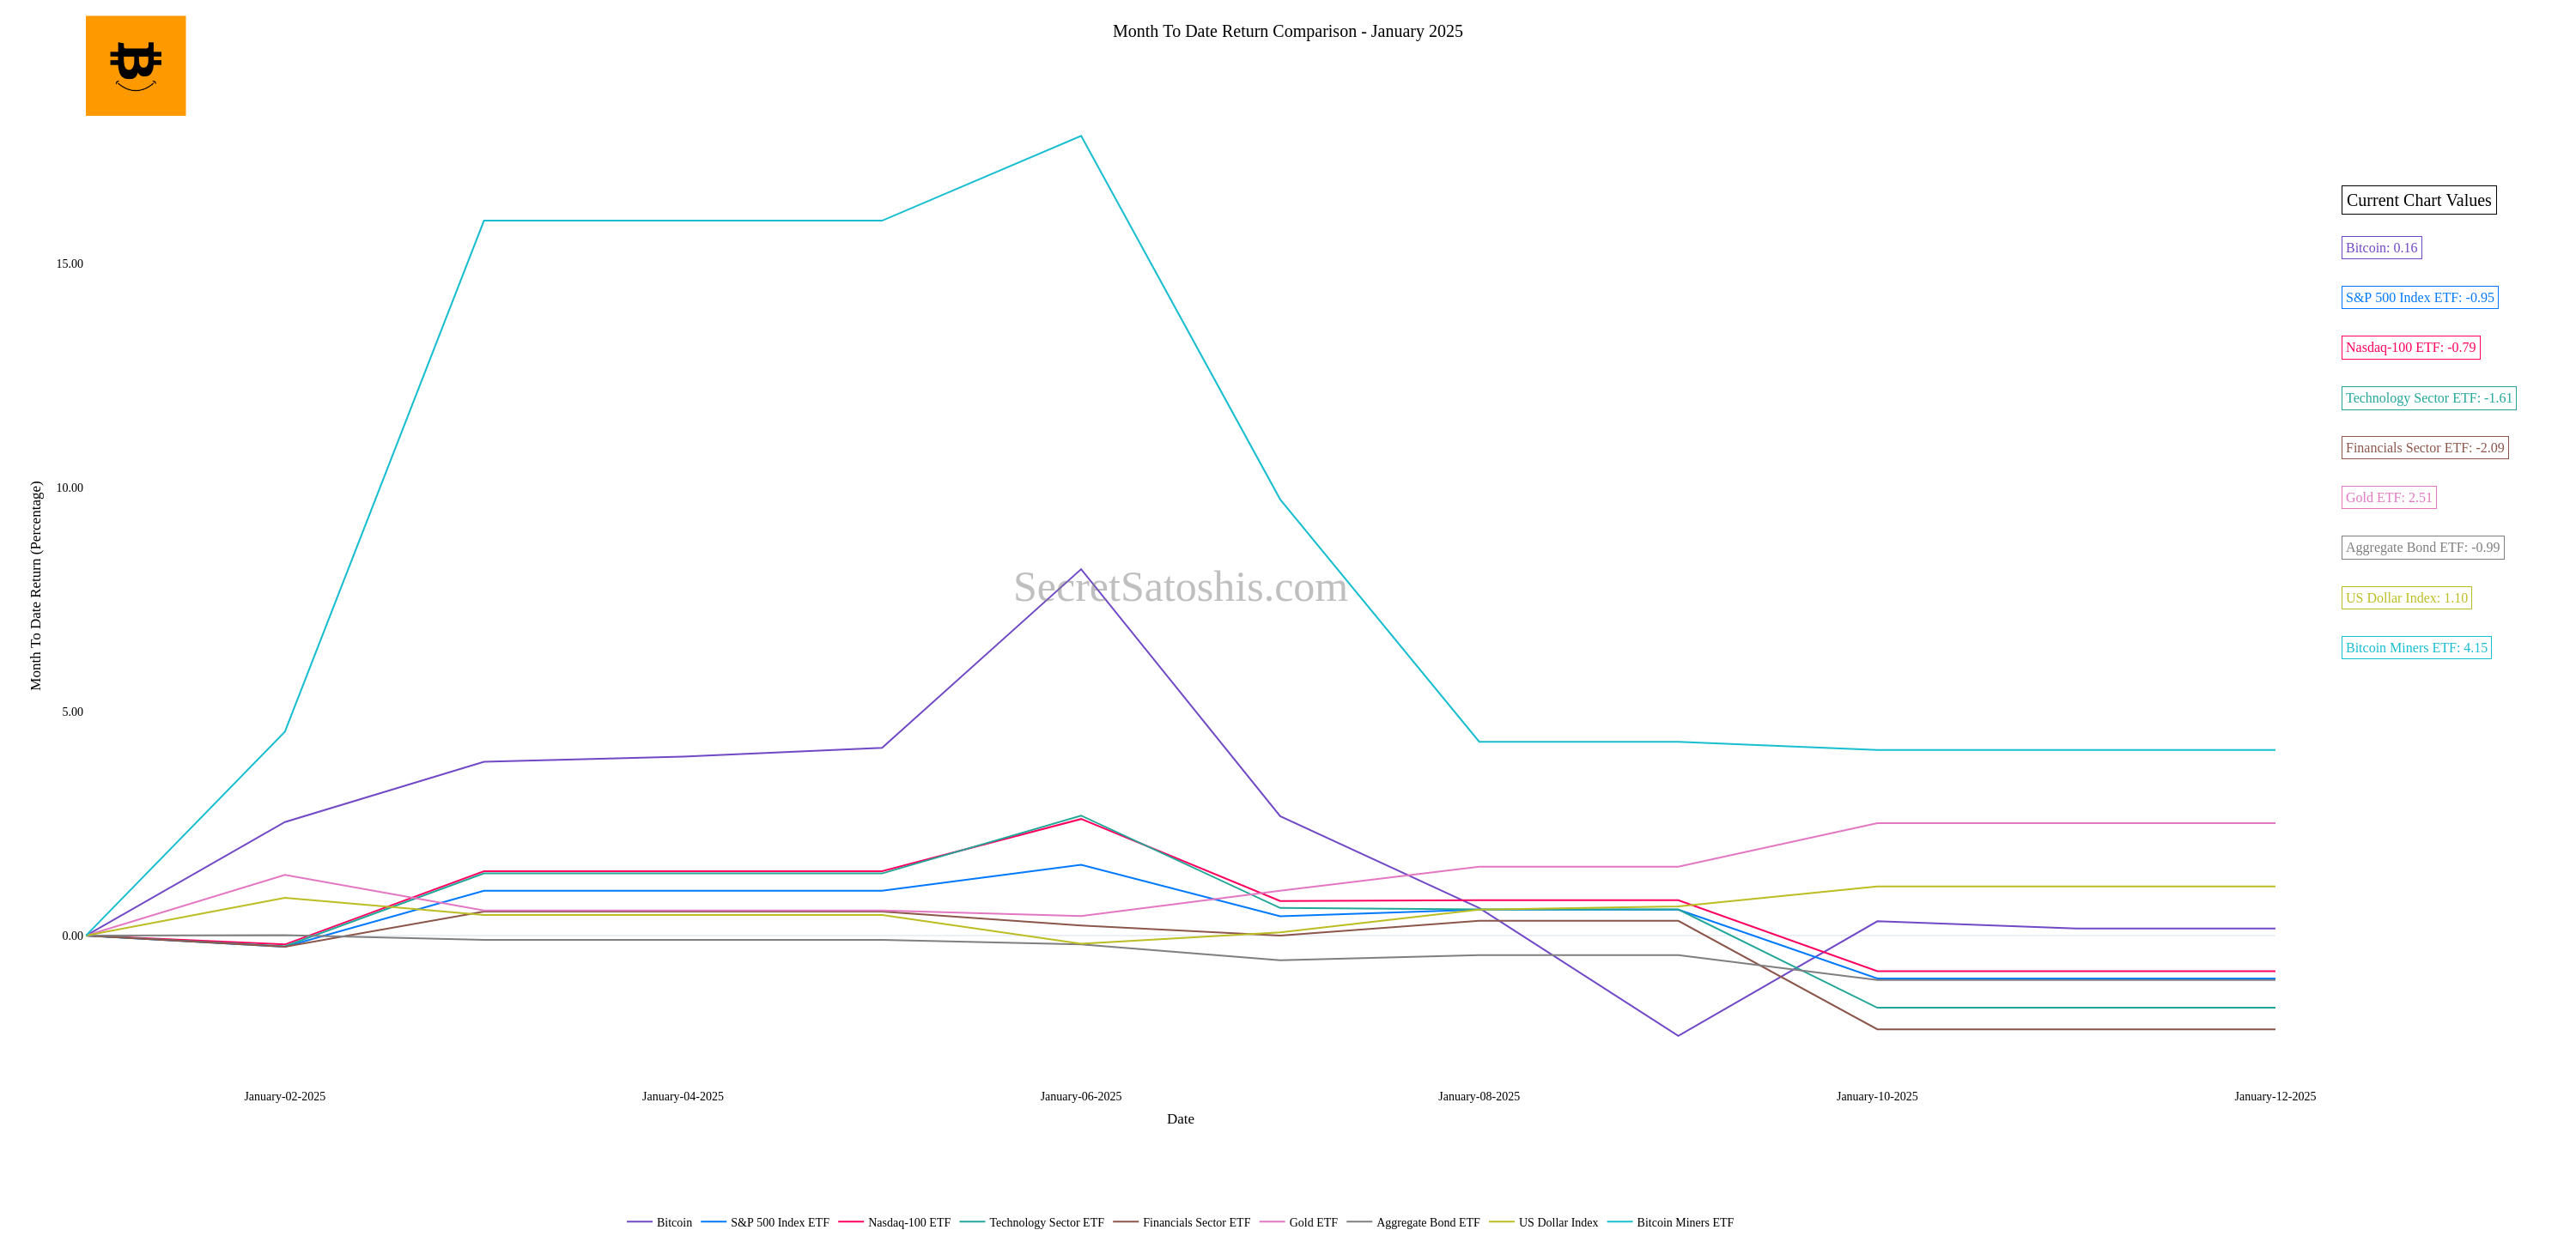 Month To Date Return Comparison - January 2025
15.00
10.00
5.00
0.00
Month To Date Return (Percentage)
SecretSatoshis.com
Current Chart Values
Bitcoin: 0.16
S&P 500 Index ETF: -0.95
Nasdaq-100 ETF: -0.79
Technology Sector ETF: -1.61
Financials Sector ETF: -2.09
Gold ETF: 2.51
Aggregate Bond ETF: -0.99
US Dollar Index: 1.10
Bitcoin Miners ETF: 4.15
January-02-2025 January-04-2025 January-06-2025 January-08-2025 January-10-2025 January-12-2025
Date
Bitcoin S&P 500 Index ETF Nasdaq-100 ETF Technology Sector ETF Financials Sector ETF Gold ETF Aggregate Bond ETF US Dollar Index Bitcoin Miners ETF